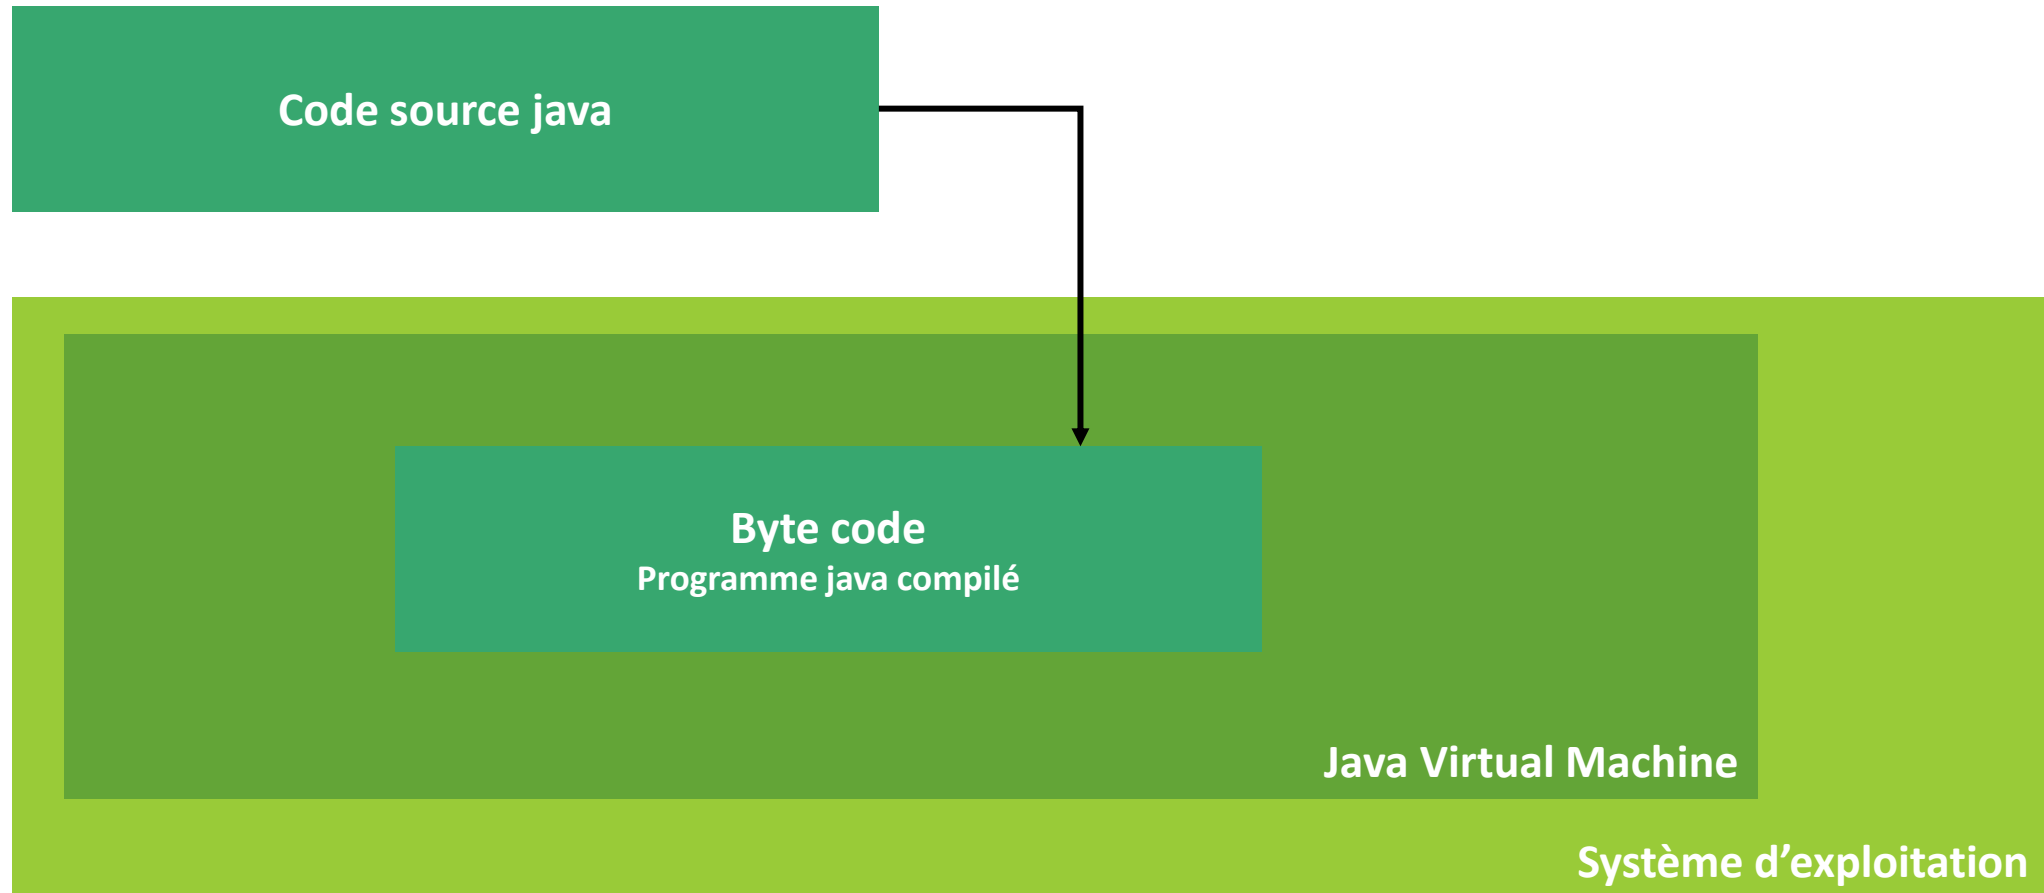 Code source java
Byte code
Programme java compilé
Java Virtual Machine
Système d’exploitation